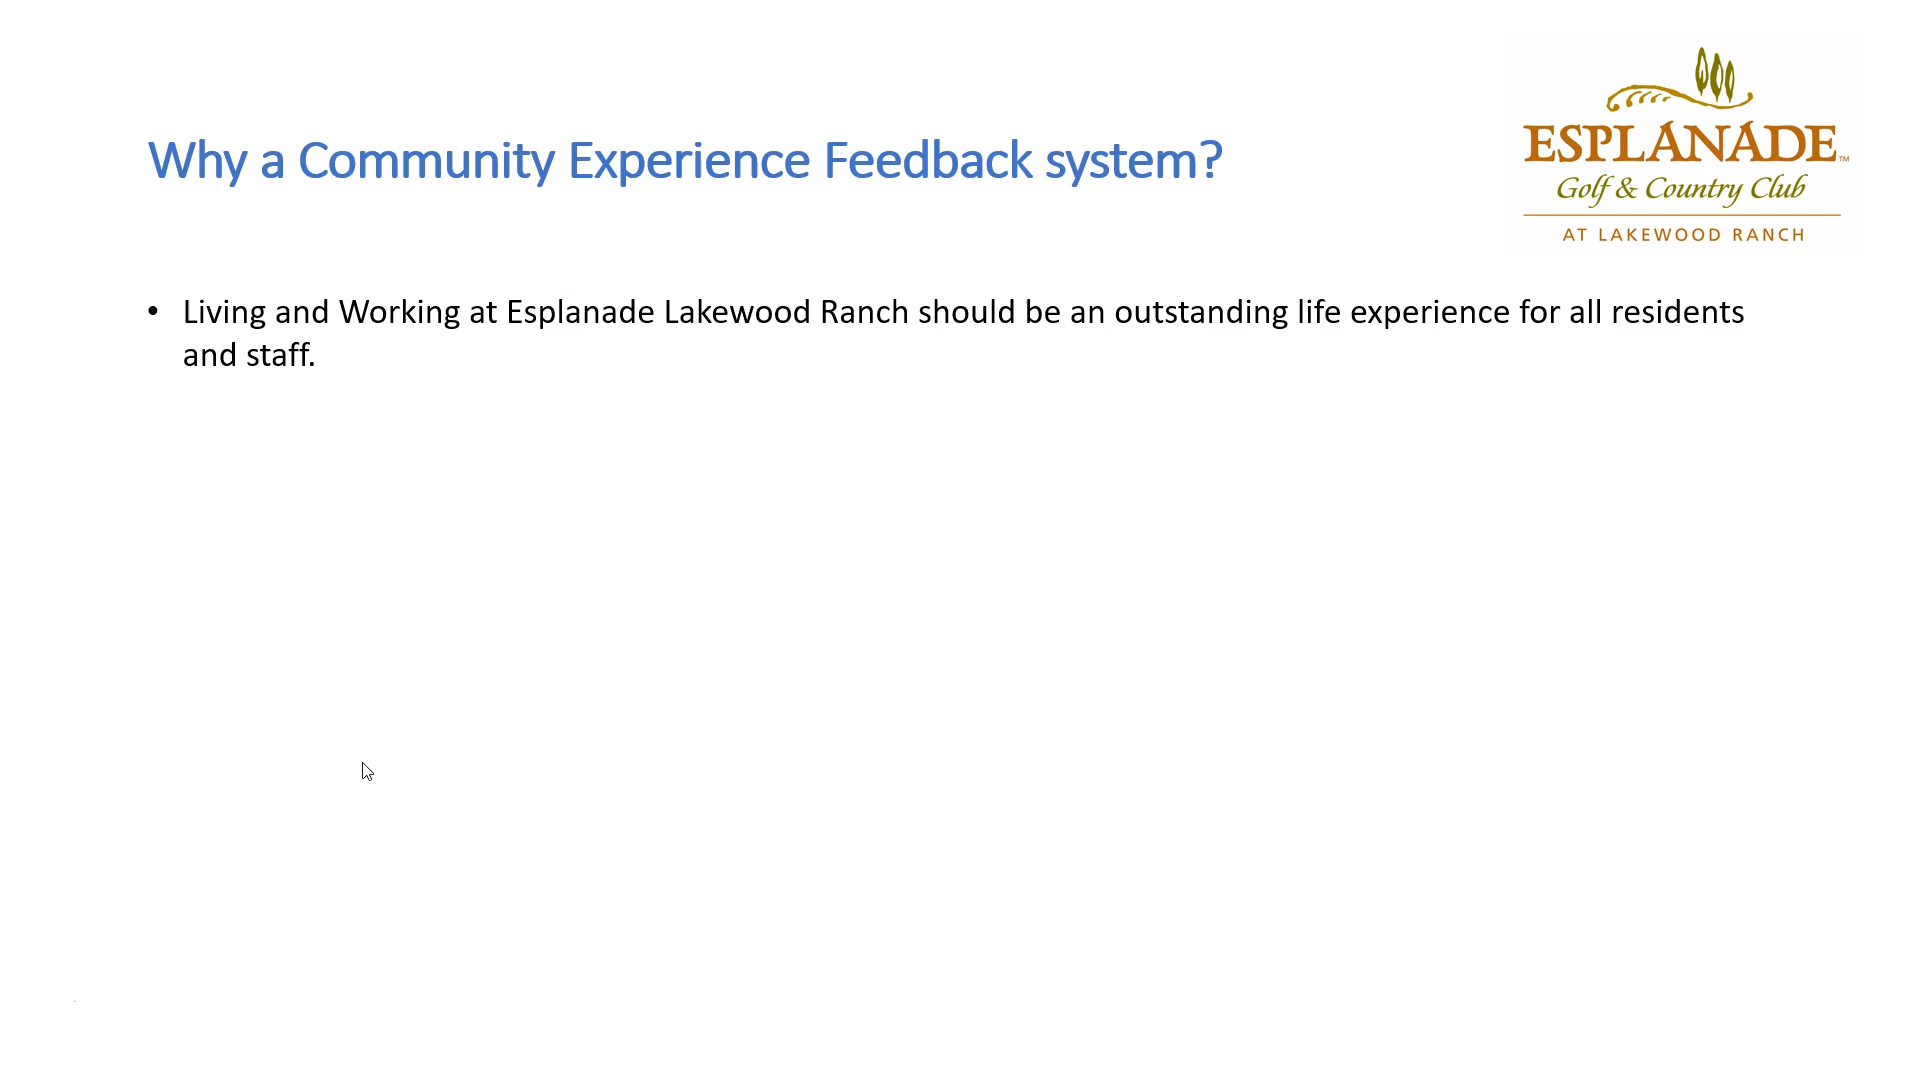 Why a Community Experience Feedback system?
ESPLANADE™
Golf & Country Club
AT LAKEWOOD RANCH
• Living and Working at Esplanade Lakewood Ranch should be an outstanding life experience for all residents
and staff.